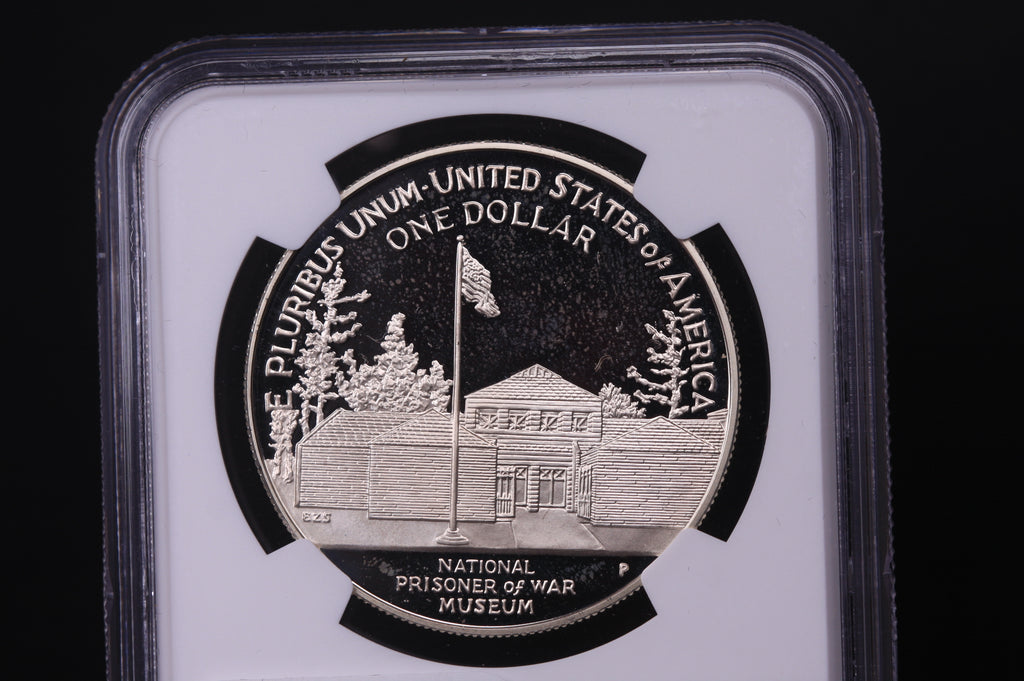 E PLURIBUS UNUM-UNITED STATES of AMERICA
ONE DOLLAR
EZS
NATIONAL
PRISONER of WAR
MUSEUM
P